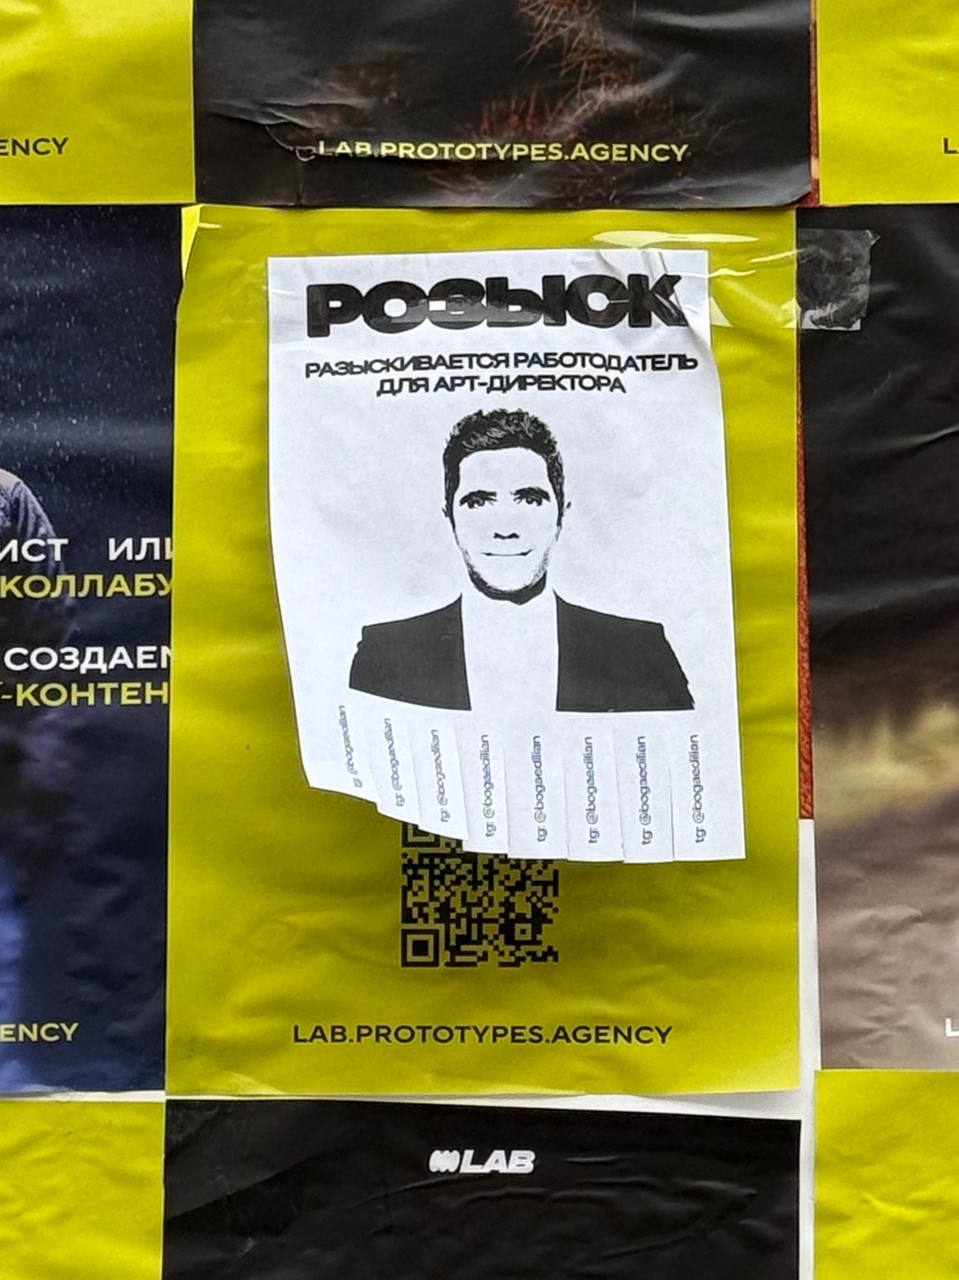 ENCY
LAB.PROTOTYPES.AGENCY
L
РОЗЫСК
РАЗЫСКИВАЕТСЯ РАБОТОДАТЕЛЬ
ДЛЯ АРТ-ДИРЕКТОРА
ИСТ ИЛИ
КОЛЛАБУ
СОЗДАЕМ
-КОНТЕН
tg: @bogaedilian
tg: @bogaedilian
tg: @bogaedilian
tg: @bogaedilian
tg: @bogaedilian
tg: @bogaedilian
tg: @bogaedilian
tg: @bogaedilian
ENCY
LAB.PROTOTYPES.AGENCY
L
LAB